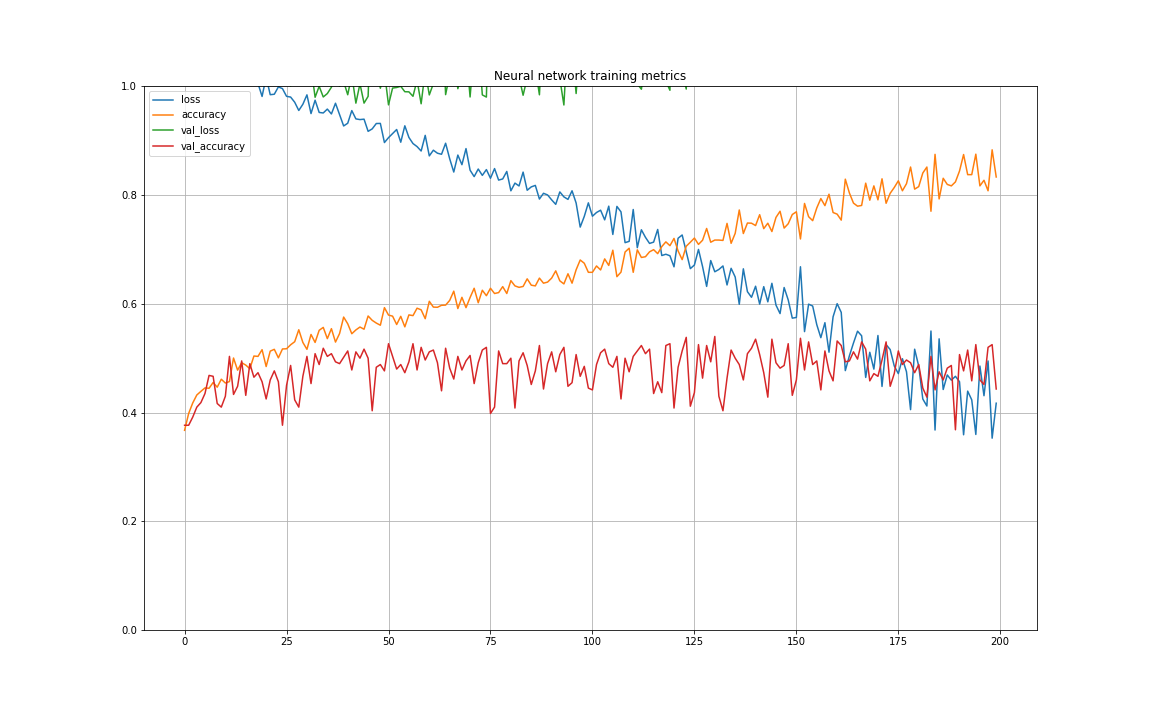 Neural network training metrics
1.0
loss
accuracy
val_loss
val_accuracy
0.8
0.6
0.4
0.2
0.0
0 25 50 75 100 125 150 175 200